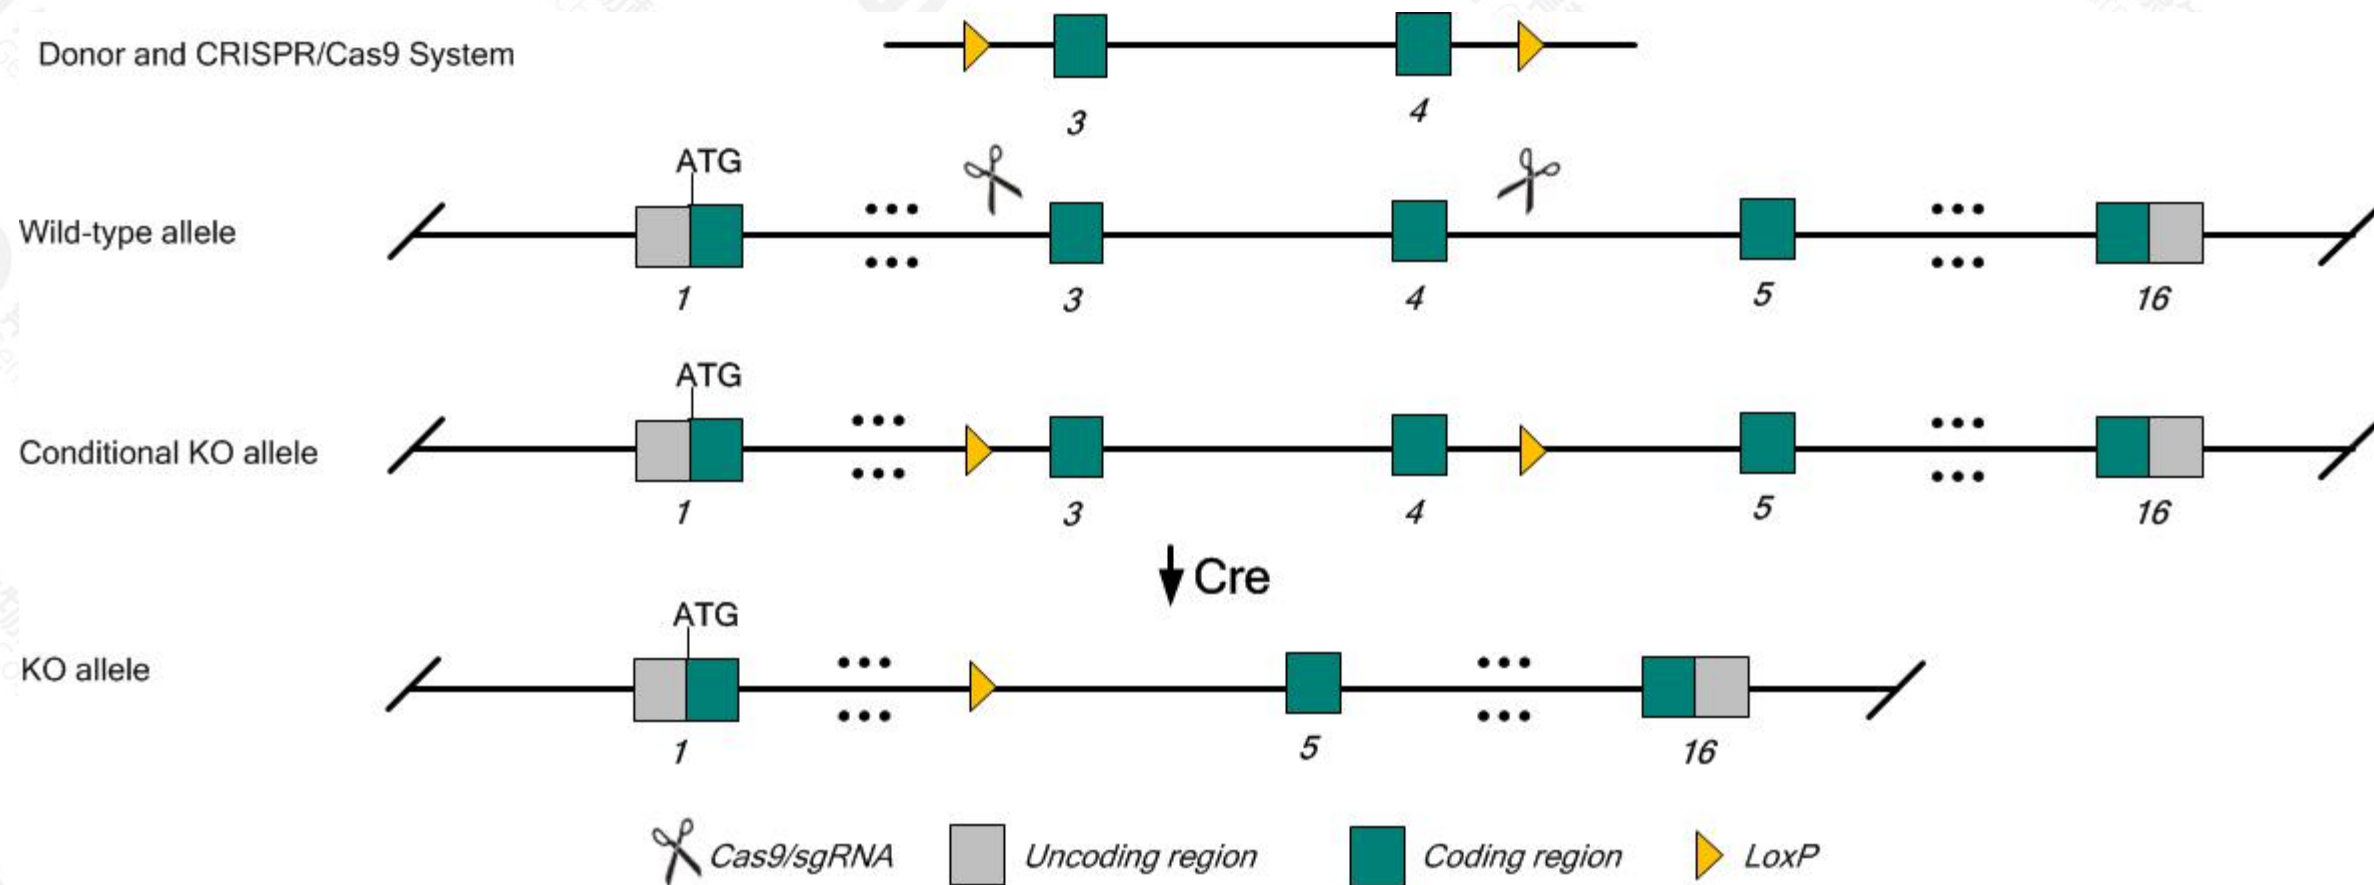 Donor and CRISPR/Cas9 System
3
4
ATG
Wild-type allele
1
3
4
5
16
ATG
Conditional KO allele
1
3
4
5
16
Cre
ATG
KO allele
1
5
16
Cas9/sgRNA
Uncoding region
Coding region
LoxP